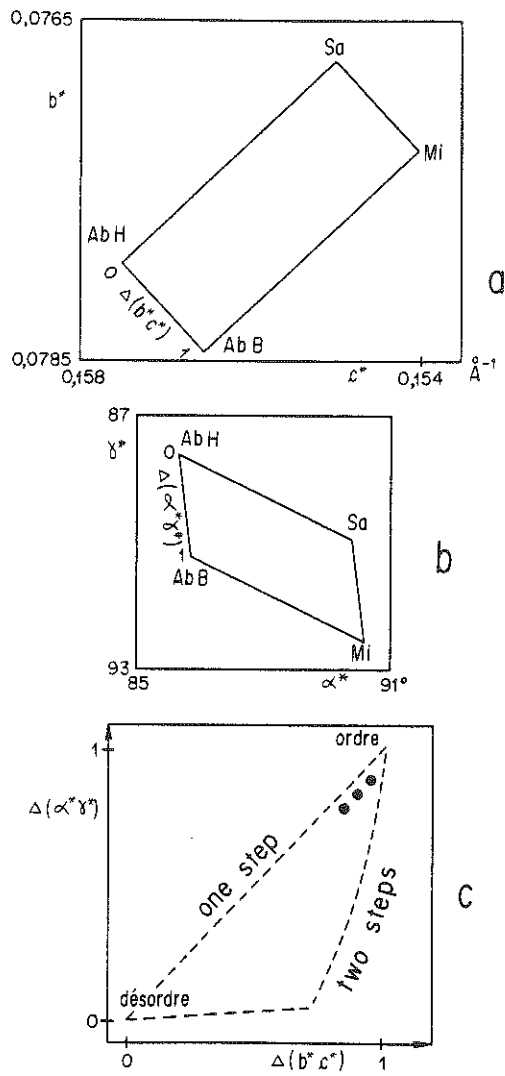 0,0765
Sa
b*
Mi
Ab H
0
Δ(b*c*)
1
Ab B
a
0,0785
0,158
c*
0,154
Å⁻¹
87
γ*
0
Ab H
Δ(α*γ*)
1
Sa
Ab B
b
Mi
93
85
α*
91°
ordre
1
Δ(α*γ*)
one step
two steps
c
désordre
0
0
Δ(b*c*)
1